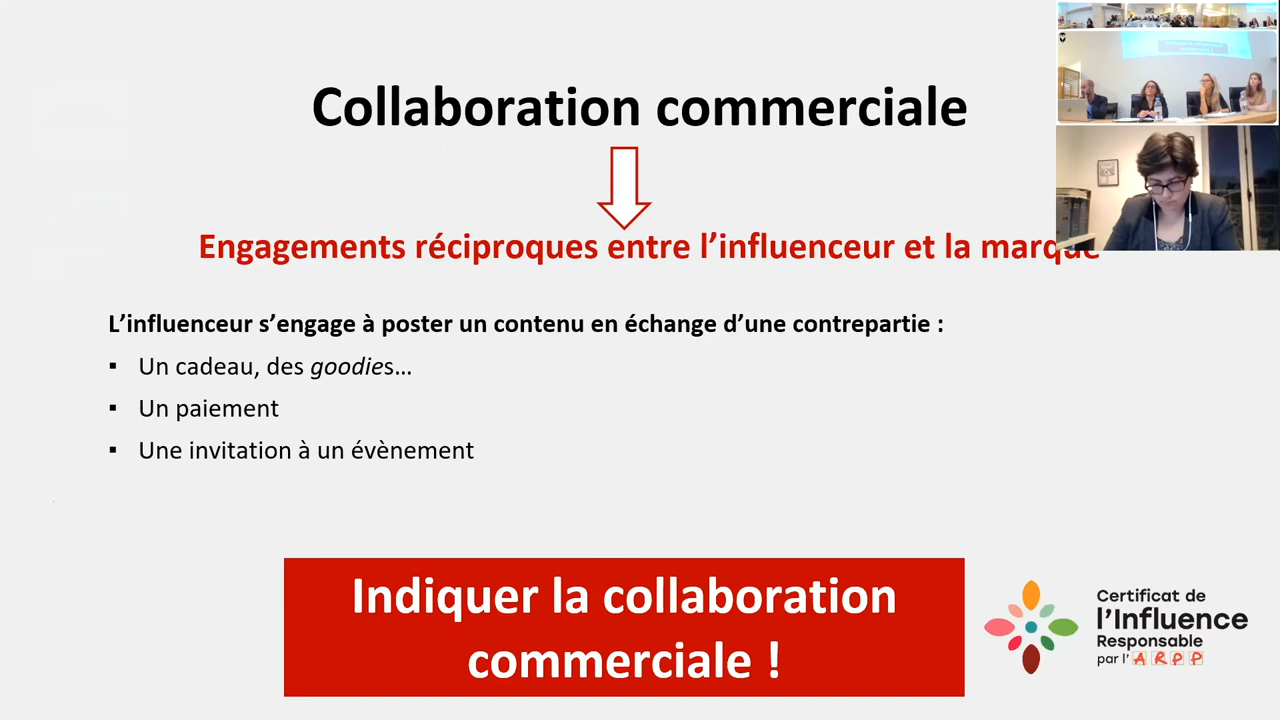 Collaboration commerciale
Engagements réciproques entre l’influenceur et la marque
L’influenceur s’engage à poster un contenu en échange d’une contrepartie :
▪ Un cadeau, des goodies…
▪ Un paiement
▪ Une invitation à un évènement
Indiquer la collaboration
commerciale !
Certificat de
l’Influence
Responsable
par l’ARPP